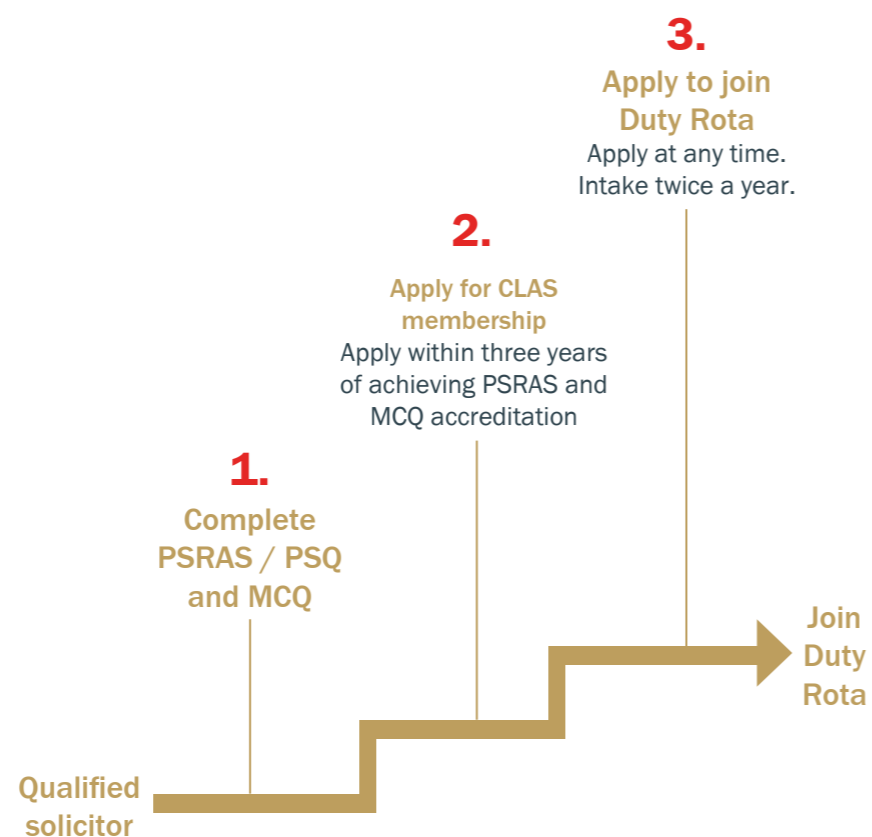 3.
Apply to join
Duty Rota
Apply at any time.
Intake twice a year.
2.
Apply for CLAS
membership
Apply within three years
of achieving PSRAS and
MCQ accreditation
1.
Complete
PSRAS / PSQ
and MCQ
Join
Duty
Rota
Qualified
solicitor